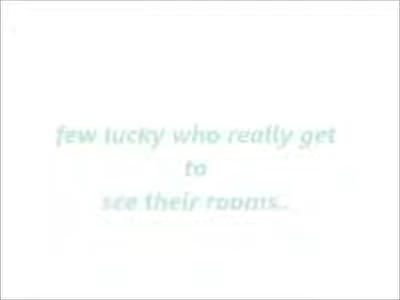 few lucky who really get
to
see their rooms..